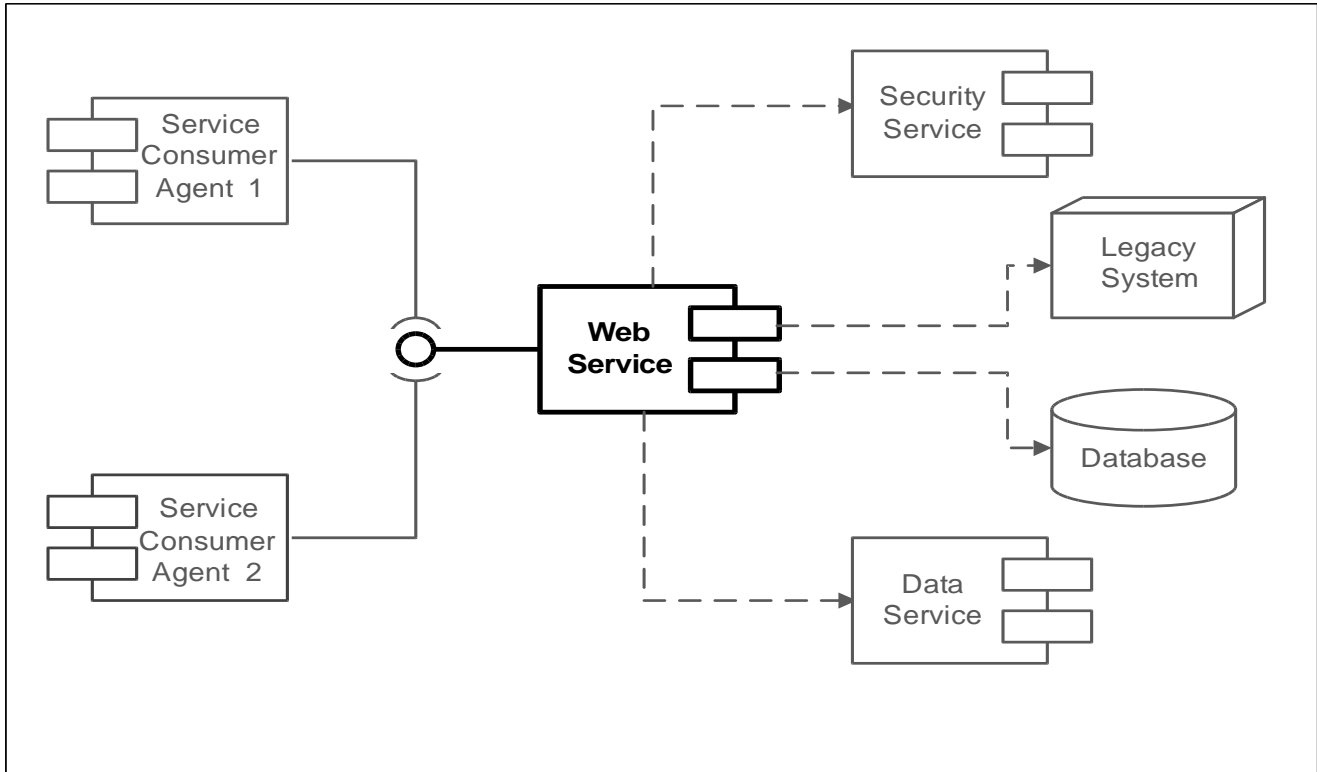 Service
Consumer
Agent 1
Service
Consumer
Agent 2
Web
Service
Security
Service
Legacy
System
Database
Data
Service